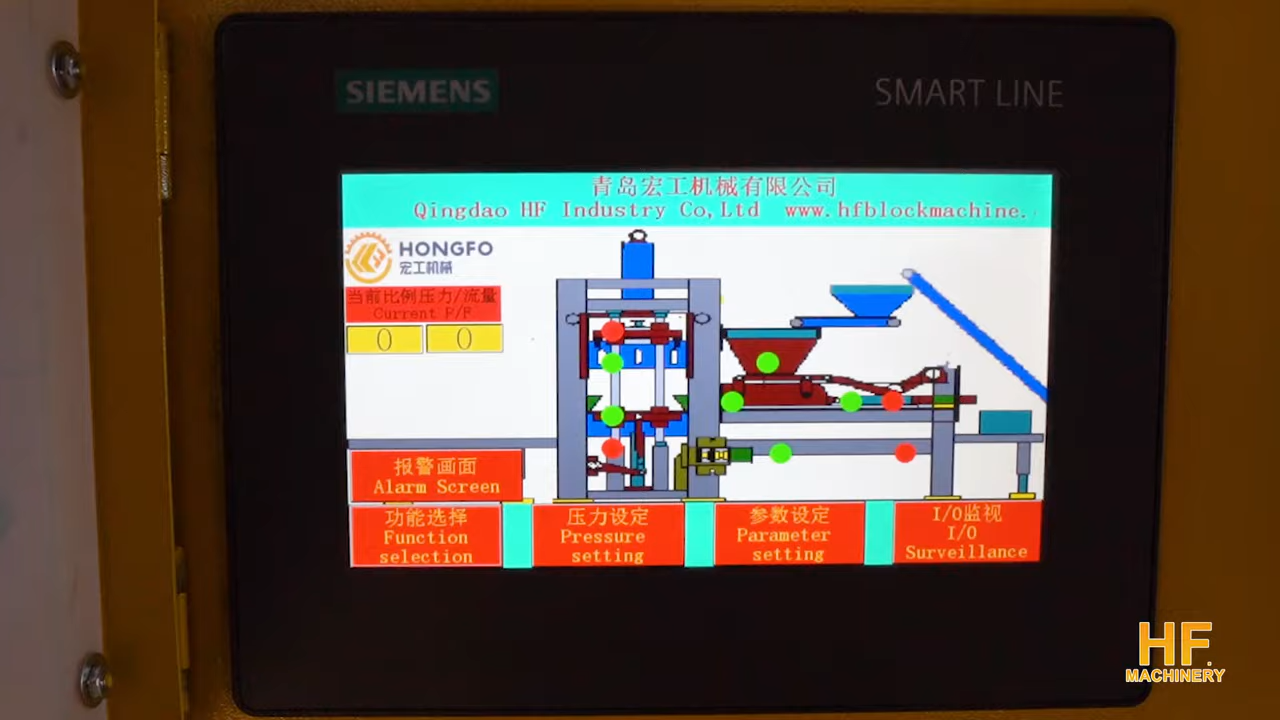 SIEMENS
SMART LINE
青岛宏工机械有限公司
Qingdao HF Industry Co,Ltd www.hfblockmachine.
HONGFO
宏工机械
当前比例压力/流量
Current P/F
0 0
报警画面
Alarm Screen
功能选择
Function
selection
压力设定
Pressure
setting
参数设定
Parameter
setting
I/O监视
I/O
Surveillance
HF.
MACHINERY